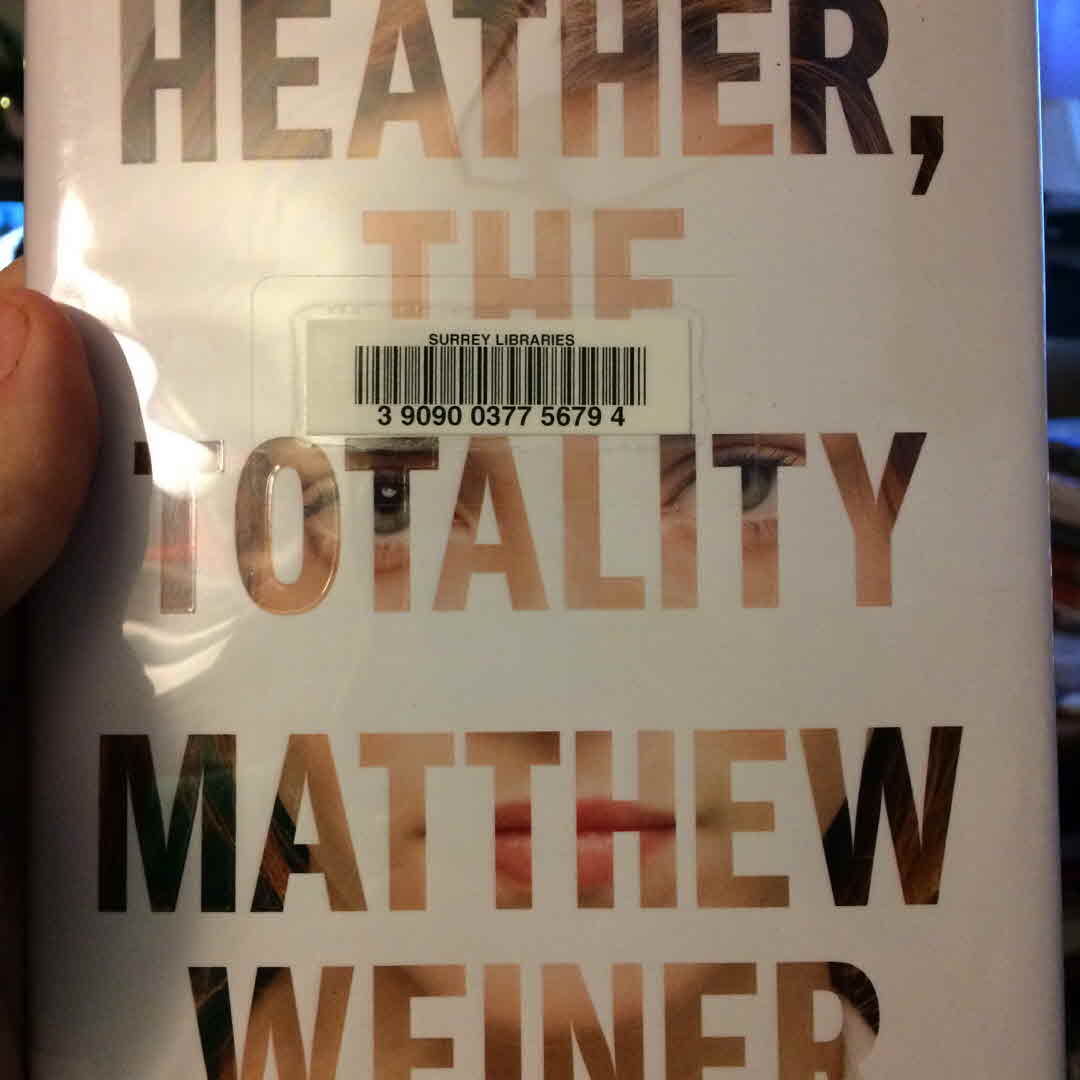 HEATHER,
THE
SURREY LIBRARIES
3 9090 0377 5679 4
TOTALITY
MATTHEW
WEINER